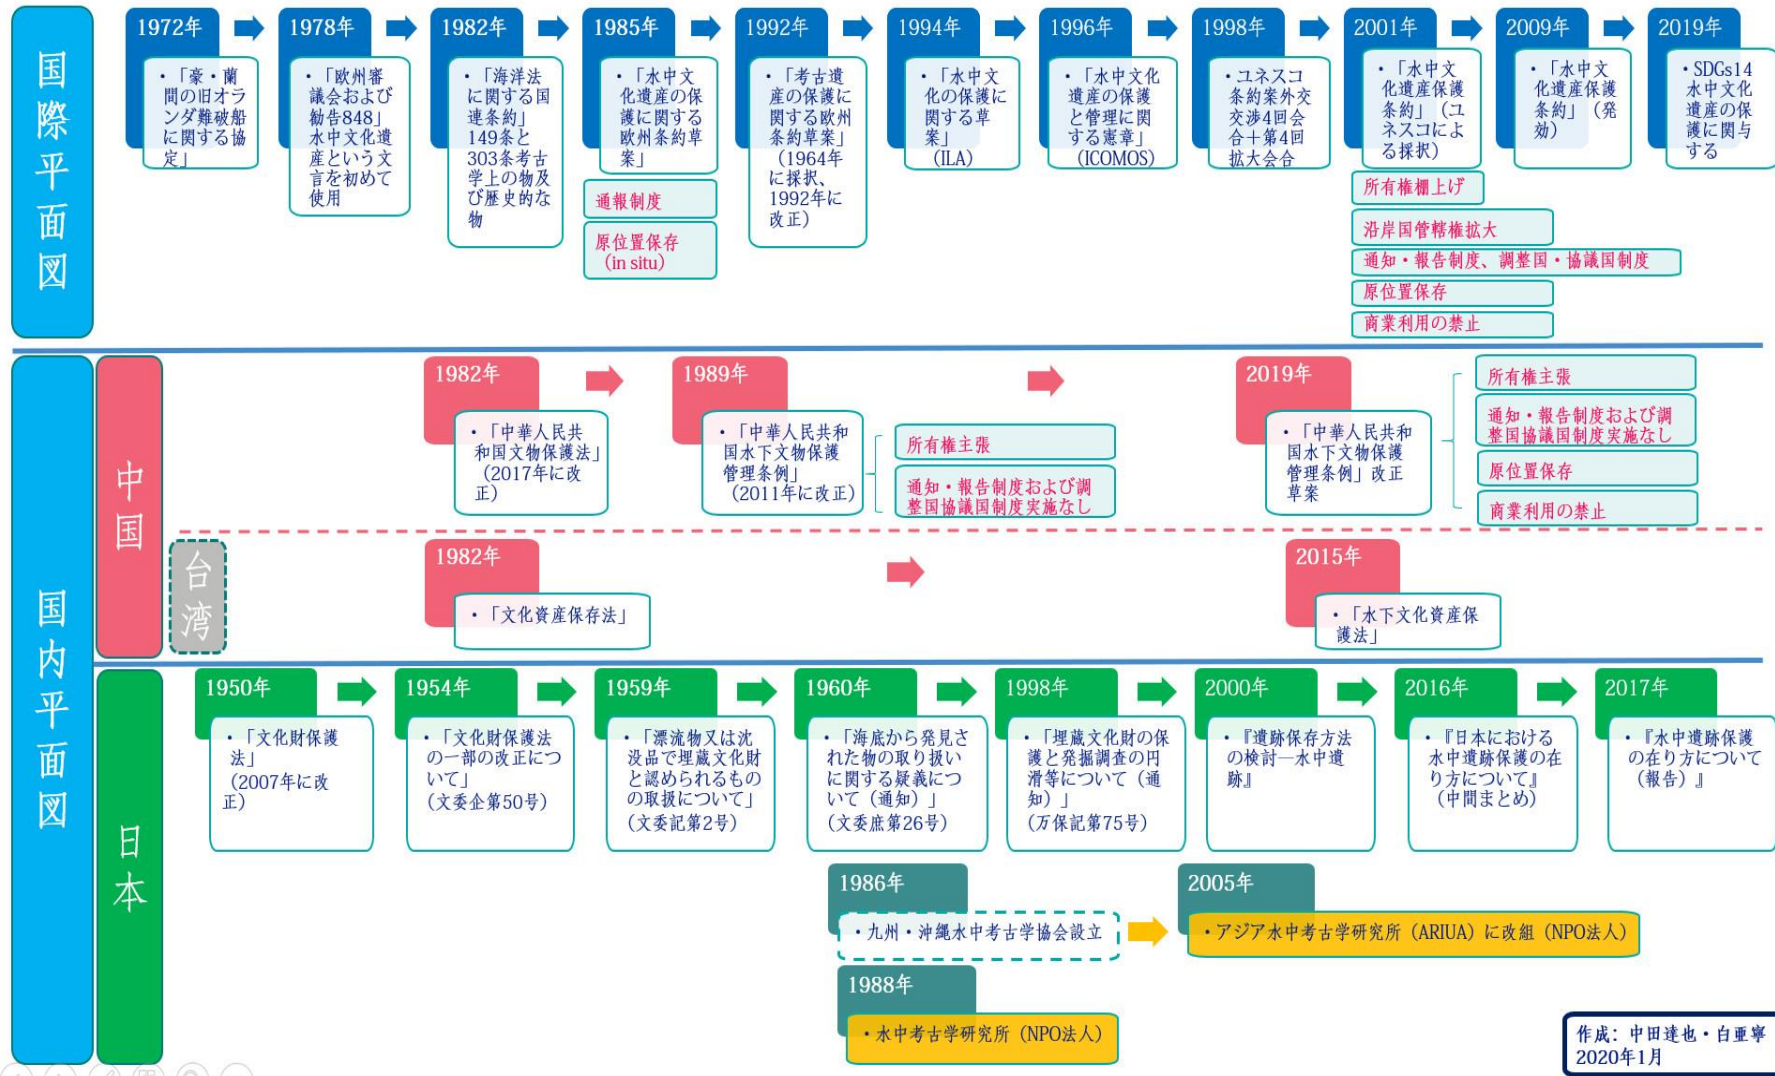 国際平面図
1972年
・「豪・蘭
間の旧オラ
ンダ難破船
に関する協
定」
1978年
・「欧州審
議会および
勧告848」
水中文化遺
産という文
言を初めて
使用
1982年
・「海洋法
に関する国
連条約」
149条と
303条考古
学上の物及
び歴史的な
物
1985年
・「水中文
化遺産の保
護に関する
欧州条約草
案」
通報制度
原位置保存
(in situ)
1992年
・「考古遺
産の保護に
関する欧州
条約草案」
(1964年
に採択、
1992年に
改正)
1994年
・「水中文
化の保護に
関する草
案」
(ILA)
1996年
・「水中文化
遺産の保護
と管理に関
する憲章」
(ICOMOS)
1998年
・ユネスコ
条約案外交
交渉4回会
合＋第4回
拡大会合
2001年
・「水中文
化遺産保護
条約」(ユ
ネスコによ
る採択)
所有権棚上げ
沿岸国管轄権拡大
通知・報告制度、調整国・協議国制度
原位置保存
商業利用の禁止
2009年
・「水中文
化遺産保護
条約」(発
効)
2019年
・SDGs14
水中文化
遺産の保
護に関与
する
国内平面図
中国
1982年
・「中華人民共
和国文物保護法」
(2017年に改
正)
1989年
・「中華人民共和
国水下文物保護
管理条例」
(2011年に改正)
所有権主張
通知・報告制度および調
整国協議国制度実施なし
2019年
・「中華人民共和
国水下文物保護
管理条例」改正
草案
所有権主張
通知・報告制度および調
整国協議国制度実施なし
原位置保存
商業利用の禁止
台湾
1982年
・「文化資産保存法」
2015年
・「水下文化資産保
護法」
日本
1950年
・「文化財保護
法」
(2007年に改
正)
1954年
・「文化財保護法
の一部の改正につ
いて」
(文委企第50号)
1959年
・「漂流物又は沈
没品で埋蔵文化財
と認められるもの
の取扱について」
(文委記第2号)
1960年
・「海底から発見さ
れた物の取り扱い
に関する疑義につ
いて（通知）」
(文委庶第26号)
1998年
・「埋蔵文化財の保
護と発掘調査の円
滑等について（通
知）」
(万保記第75号)
2000年
・『遺跡保存方法
の検討―水中遺
跡』
2016年
・『日本における
水中遺跡保護の在
り方について』
(中間まとめ)
2017年
・『水中遺跡保護
の在り方について
(報告)』
1986年
・九州・沖縄水中考古学協会設立
2005年
・アジア水中考古学研究所（ARIUA）に改組（NPO法人）
1988年
・水中考古学研究所（NPO法人）
作成：中田達也・白亜寧
2020年1月